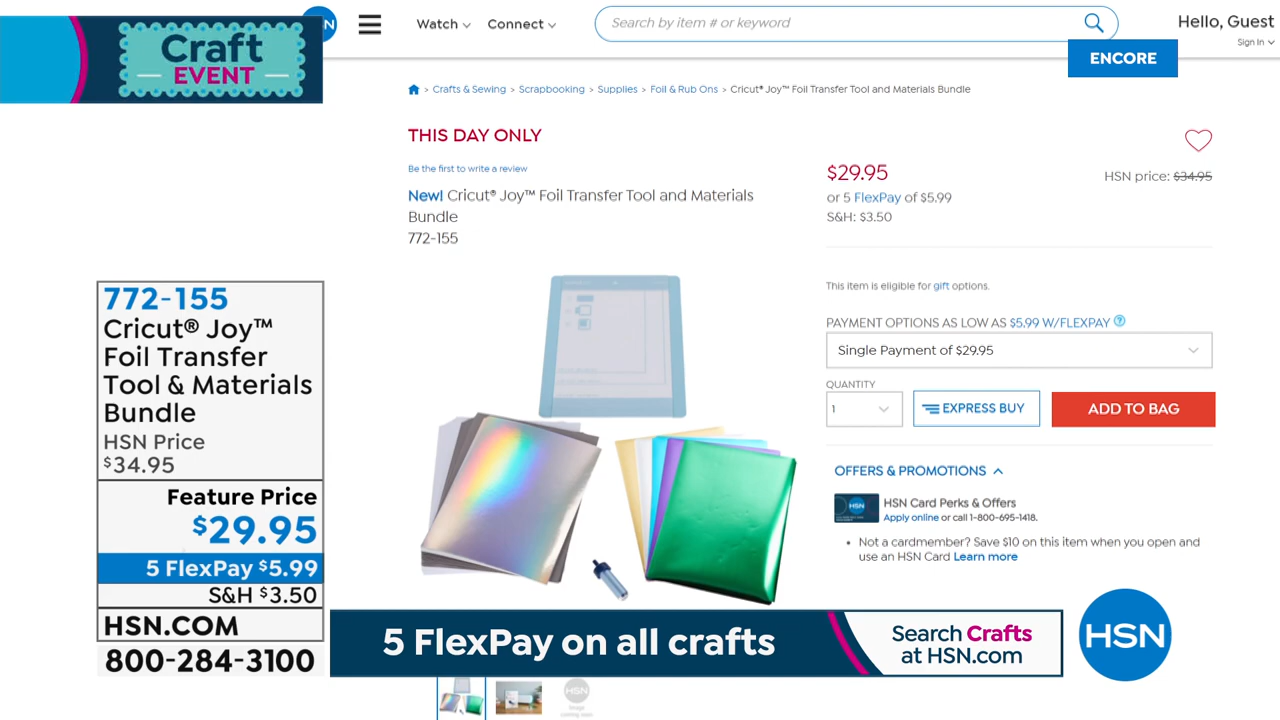 Craft
EVENT
N
Watch
Connect
Search by item # or keyword
Hello, Guest
Sign In
ENCORE
> Crafts & Sewing > Scrapbooking > Supplies > Foil & Rub Ons > Cricut® Joy™ Foil Transfer Tool and Materials Bundle
THIS DAY ONLY
Be the first to write a review
New! Cricut® Joy™ Foil Transfer Tool and Materials
Bundle
772-155
$29.95
HSN price: $34.95
or 5 FlexPay of $5.99
S&H: $3.50
This item is eligible for gift options.
PAYMENT OPTIONS AS LOW AS $5.99 W/FLEXPAY ?
Single Payment of $29.95
QUANTITY
1
EXPRESS BUY
ADD TO BAG
OFFERS & PROMOTIONS
HSN
HSN Card Perks & Offers
Apply online or call 1-800-695-1418.
• Not a cardmember? Save $10 on this item when you open and
use an HSN Card Learn more
772-155
Cricut® Joy™
Foil Transfer
Tool & Materials
Bundle
HSN Price
$34.95
Feature Price
$29.95
5 FlexPay $5.99
S&H $3.50
HSN.COM
800-284-3100
5 FlexPay on all crafts
Search Crafts
at HSN.com
HSN
HSN
Image
coming soon